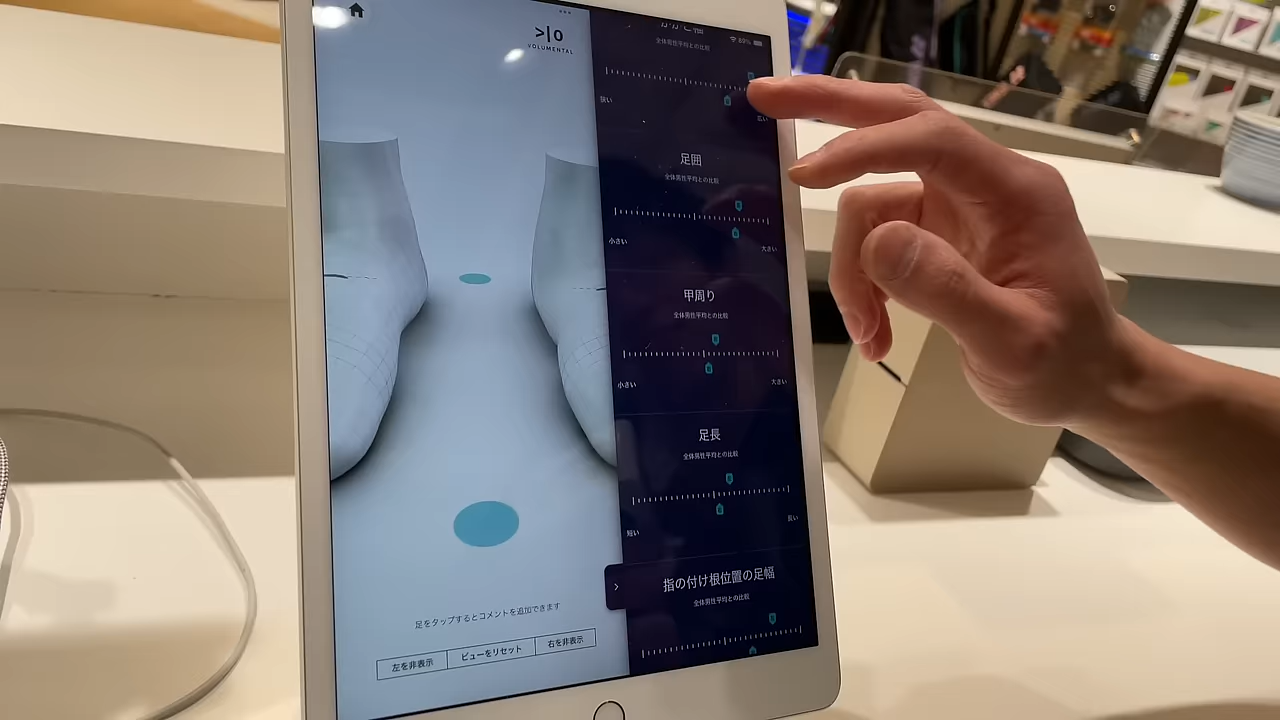 >|O
VOLUMENTAL
83%
全体男性平均との比較
狭い
広い
足囲
全体男性平均との比較
小さい
大きい
甲周り
全体男性平均との比較
小さい
大きい
足長
全体男性平均との比較
短い
長い
指の付け根位置の足幅
全体男性平均との比較
足をタップするとコメントを追加できます
左を非表示
ビューをリセット
右を非表示